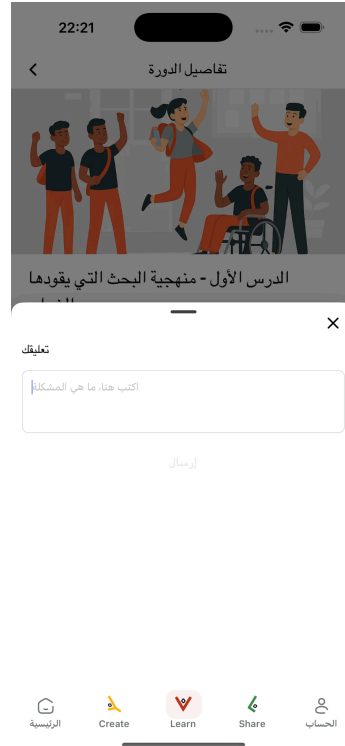 22:21
تفاصيل الدورة
الدرس الأول - منهجية البحث التي يقودها
تعليقك
اكتب هنا، ما هي المشكلة
إرسال
الرئيسية
Create
Learn
Share
الحساب